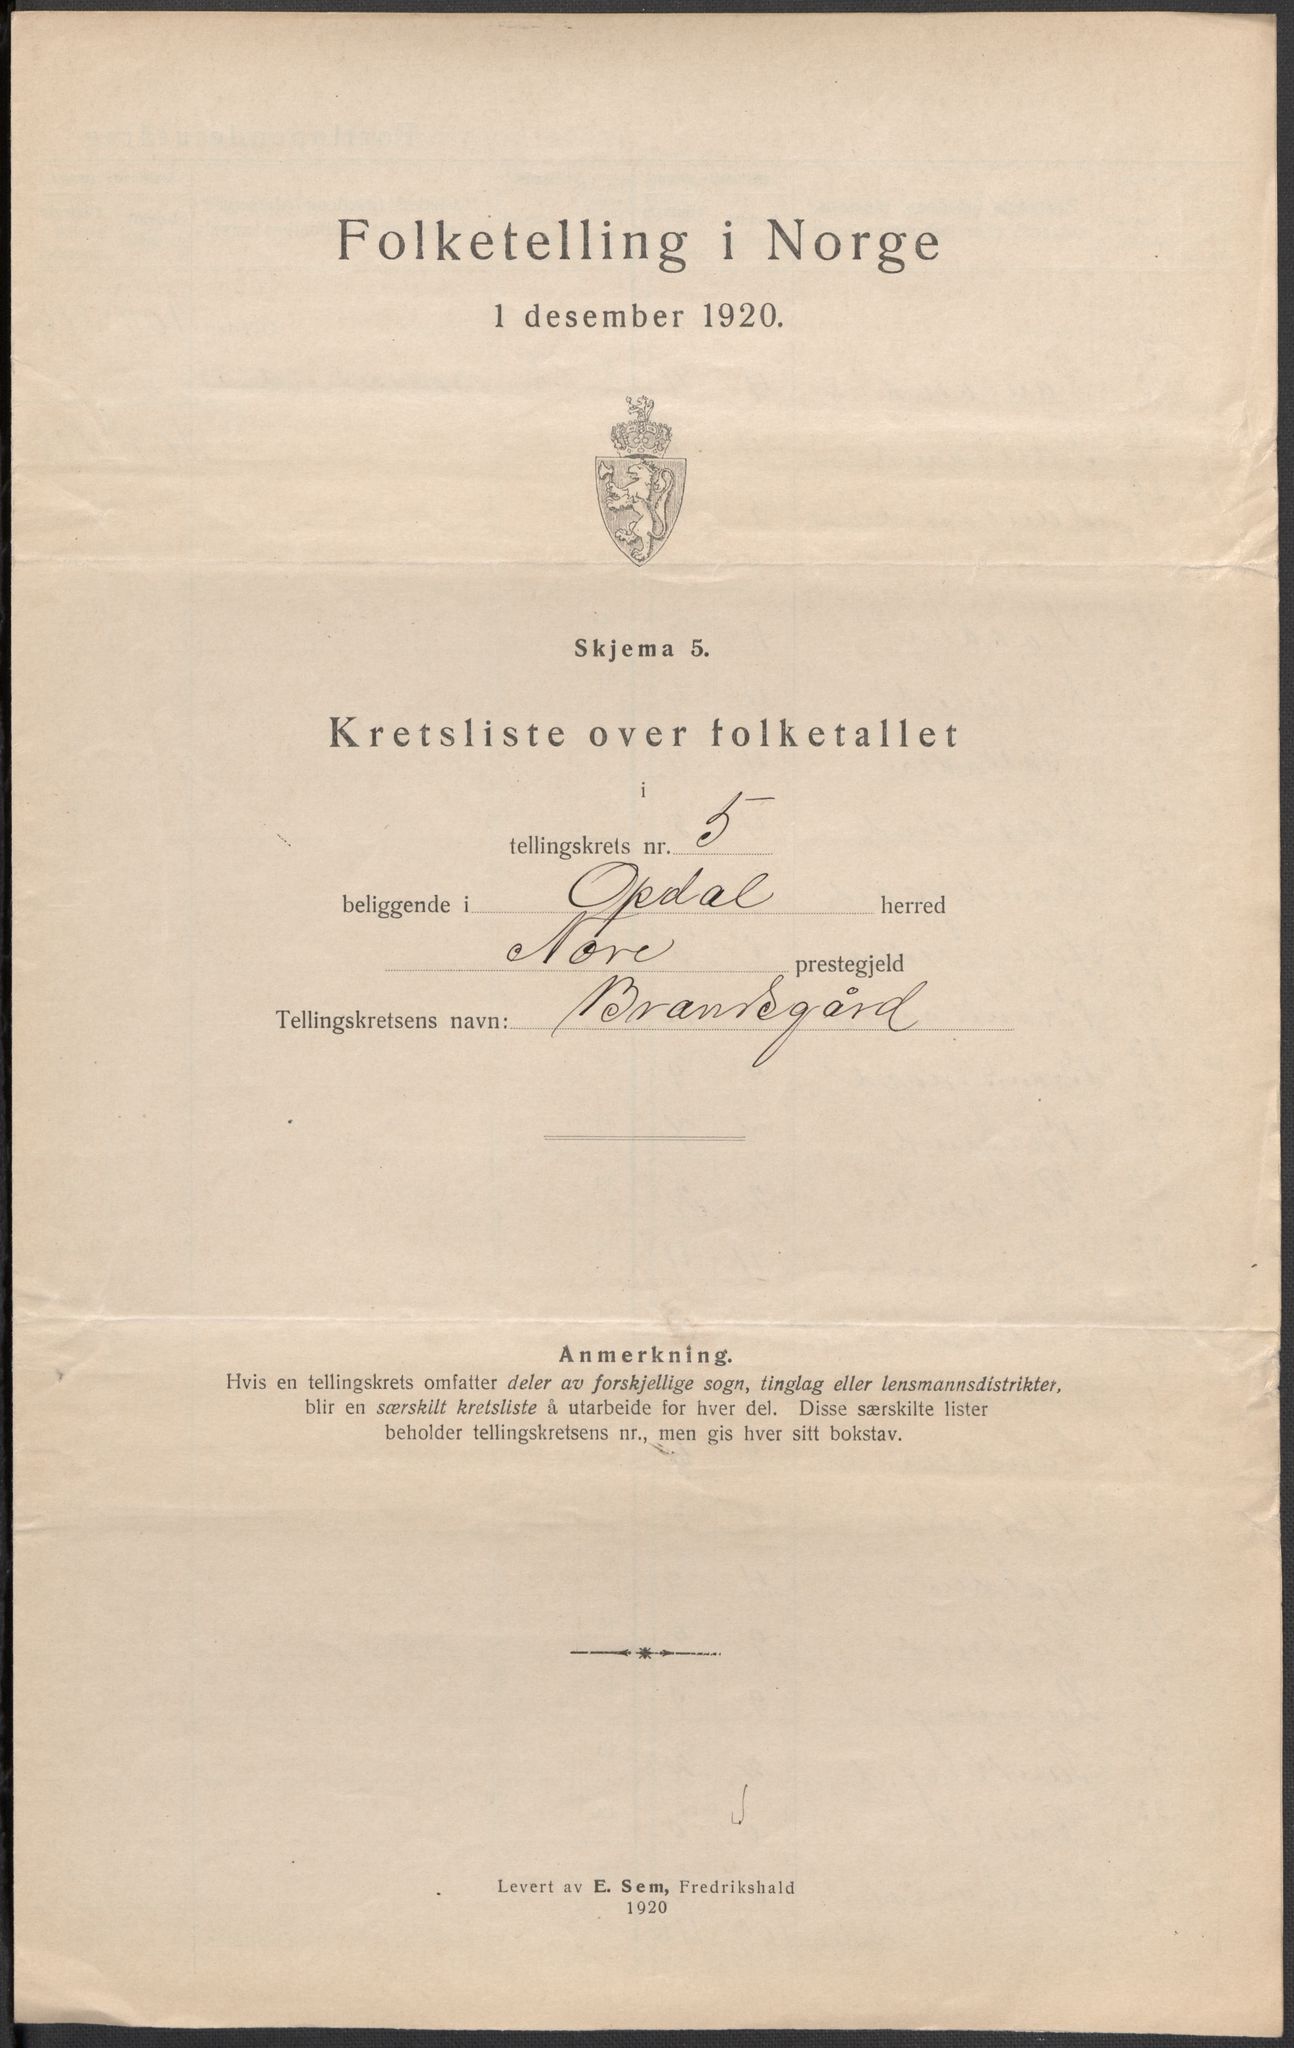 Folketelling i Norge
1 desember 1920.
Skjema 5.
Kretsliste over folketallet
i
tellingskrets nr. 5
beliggende i Opdal herred
Nore prestegjeld
Tellingskretsens navn: Brandsgård
Anmerkning.
Hvis en tellingskrets omfatter deler av forskjellige sogn, tinglag eller lensmannsdistrikter,
blir en særskilt kretsliste å utarbeide for hver del. Disse særskilte lister
beholder tellingskretsens nr., men gis hver sitt bokstav.
Levert av E. Sem, Fredrikshald
1920